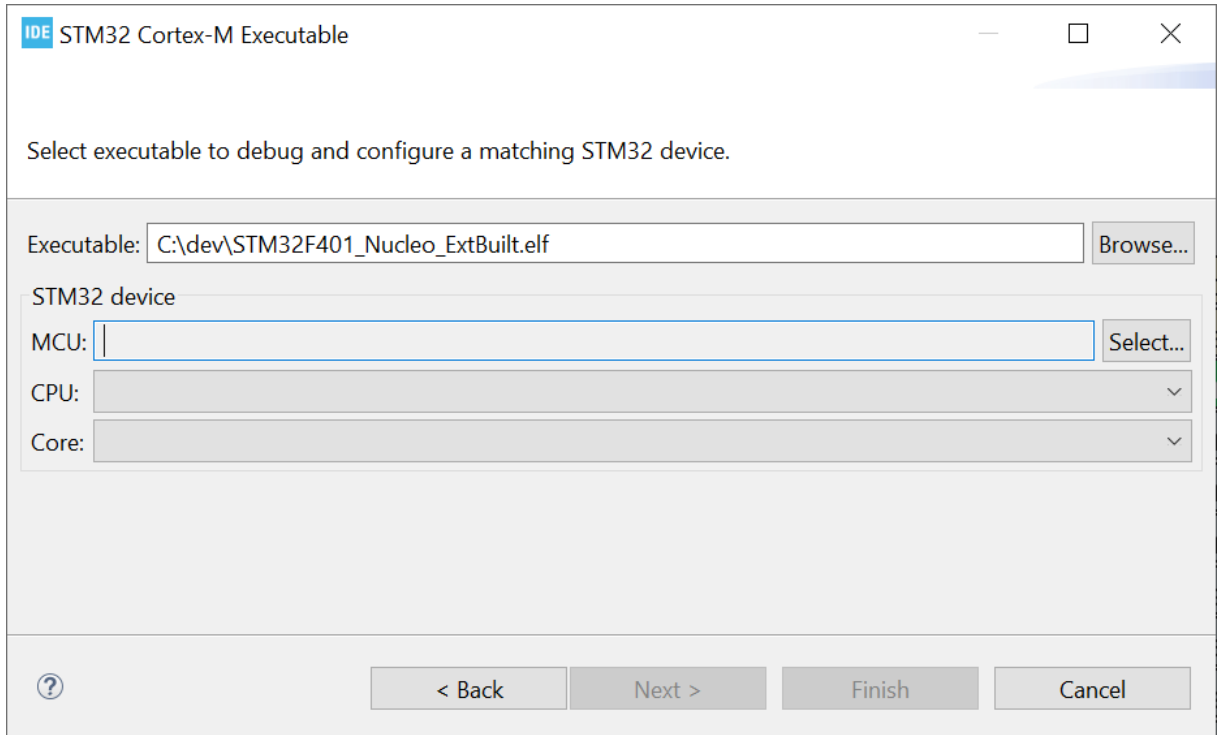 IDE STM32 Cortex-M Executable
Select executable to debug and configure a matching STM32 device.
Executable: C:\dev\STM32F401_Nucleo_ExtBuilt.elf Browse...
STM32 device
MCU: Select...
CPU:
Core:
? < Back Next > Finish Cancel